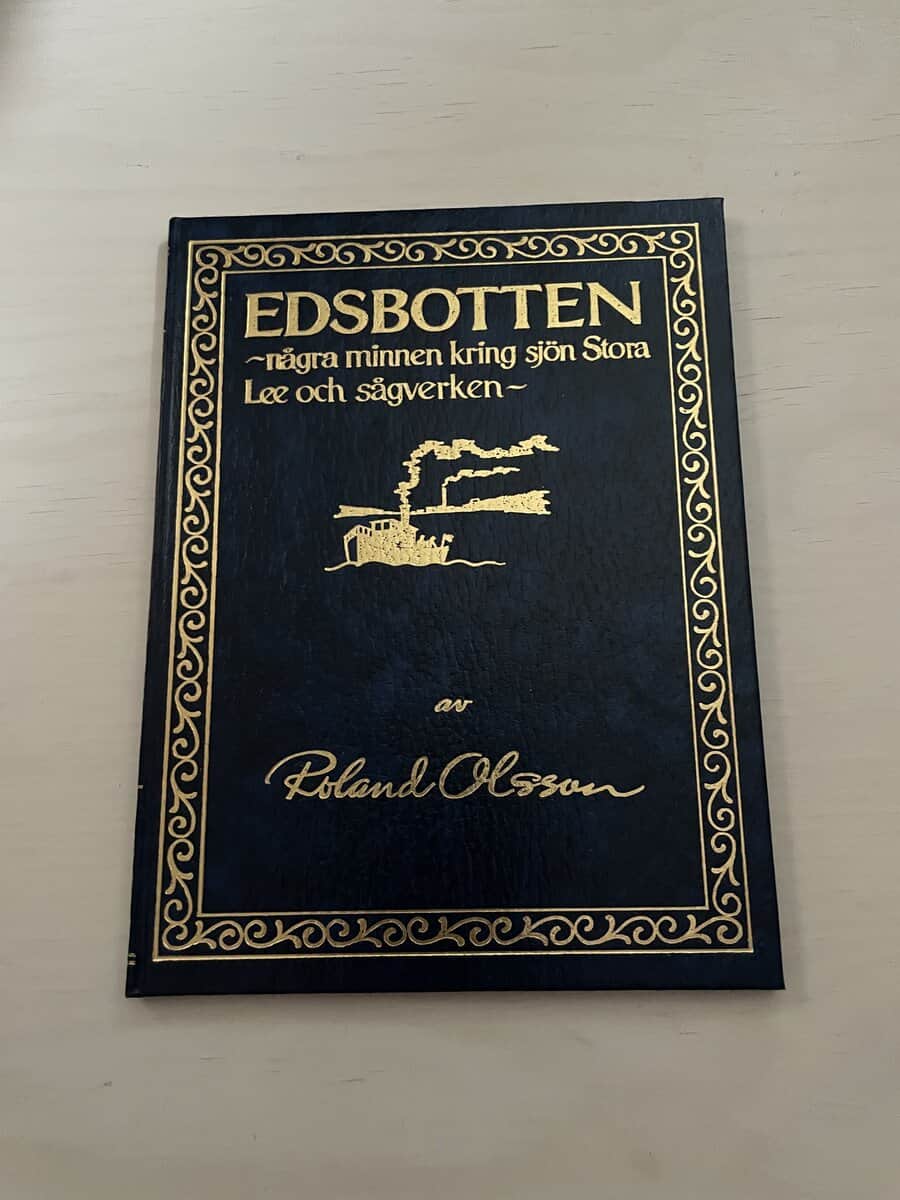 EDSBOTTEN
~några minnen kring sjön Stora
Lee och sågverken~
av
Roland Olsson